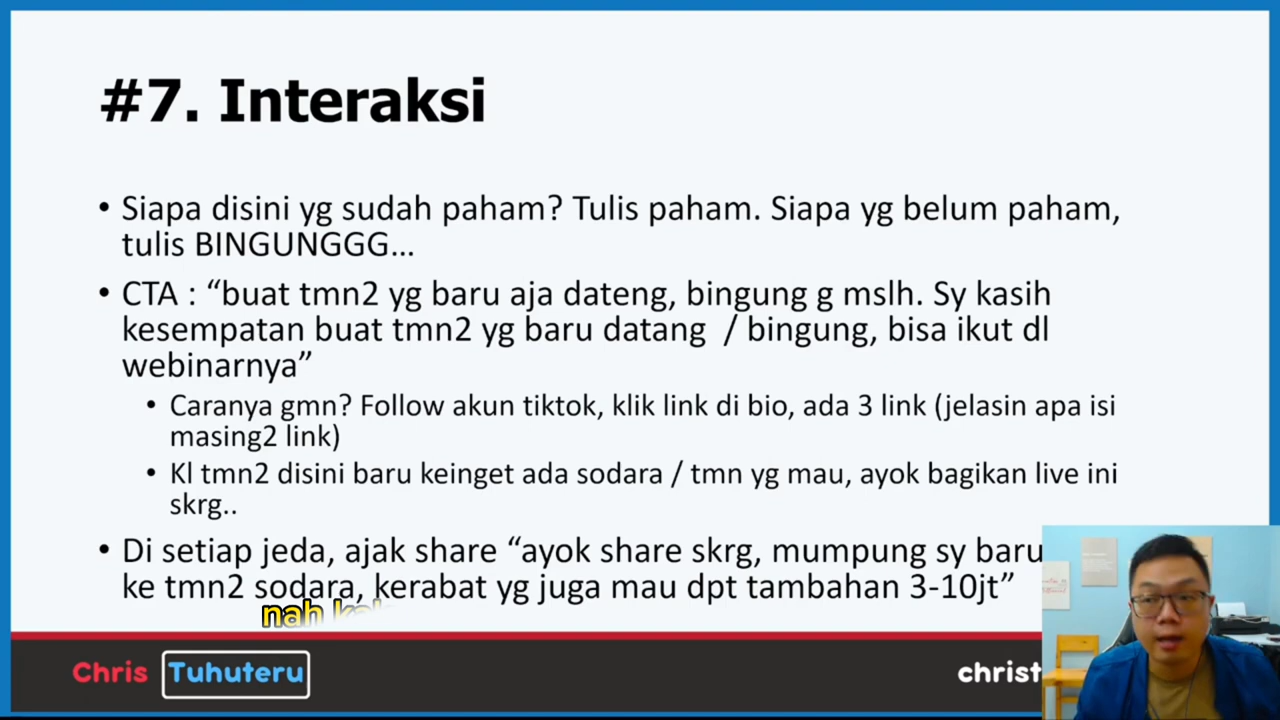 #7. Interaksi
• Siapa disini yg sudah paham? Tulis paham. Siapa yg belum paham,
tulis BINGUNGGG...
• CTA : “buat tmn2 yg baru aja dateng, bingung g mslh. Sy kasih
kesempatan buat tmn2 yg baru datang / bingung, bisa ikut dl
webinarnya”
• Caranya gmn? Follow akun tiktok, klik link di bio, ada 3 link (jelasin apa isi
masing2 link)
• Kl tmn2 disini baru keinget ada sodara / tmn yg mau, ayok bagikan live ini
skrg..
• Di setiap jeda, ajak share “ayok share skrg, mumpung sy baru
ke tmn2 sodara, kerabat yg juga mau dpt tambahan 3-10jt”
nah
Chris Tuhuteru
christ